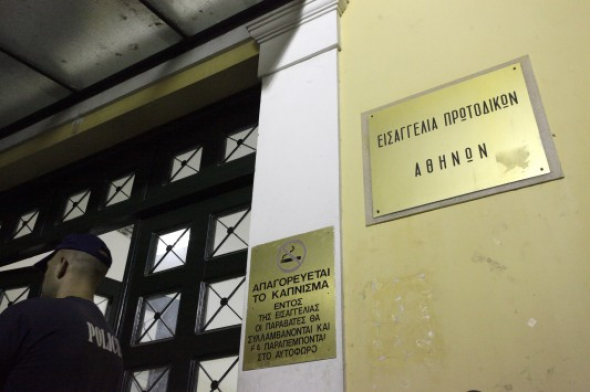 ΕΙΣΑΓΓΕΛΙΑ ΠΡΩΤΟΔΙΚΩΝ
ΑΘΗΝΩΝ
ΑΠΑΓΟΡΕΥΕΤΑΙ
ΤΟ ΚΑΠΝΙΣΜΑ
ΕΝΤΟΣ
ΤΗΣ ΕΙΣΑΓΓΕΛΙΑΣ
ΟΙ ΠΑΡΑΒΑΤΕΣ ΘΑ
ΣΥΛΛΑΜΒΑΝΟΝΤΑΙ ΚΑΙ
ΘΑ ΠΑΡΑΠΕΜΠΟΝΤΑΙ
ΣΤΟ ΑΥΤΟΦΩΡΟ
POLICE